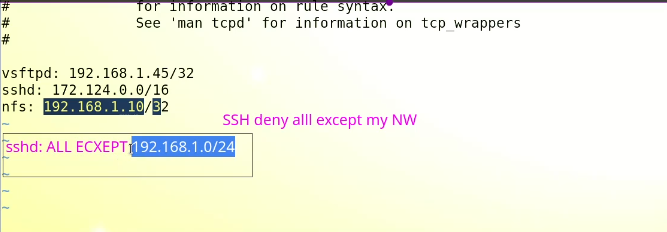 #               for information on rule syntax.
#               See 'man tcpd' for information on tcp_wrappers
#
vsftpd: 192.168.1.45/32
sshd: 172.124.0.0/16
nfs: 192.168.1.10/32
~
SSH deny alll except my NW
~
sshd: ALL ECXEPT 192.168.1.0/24
~
~
~